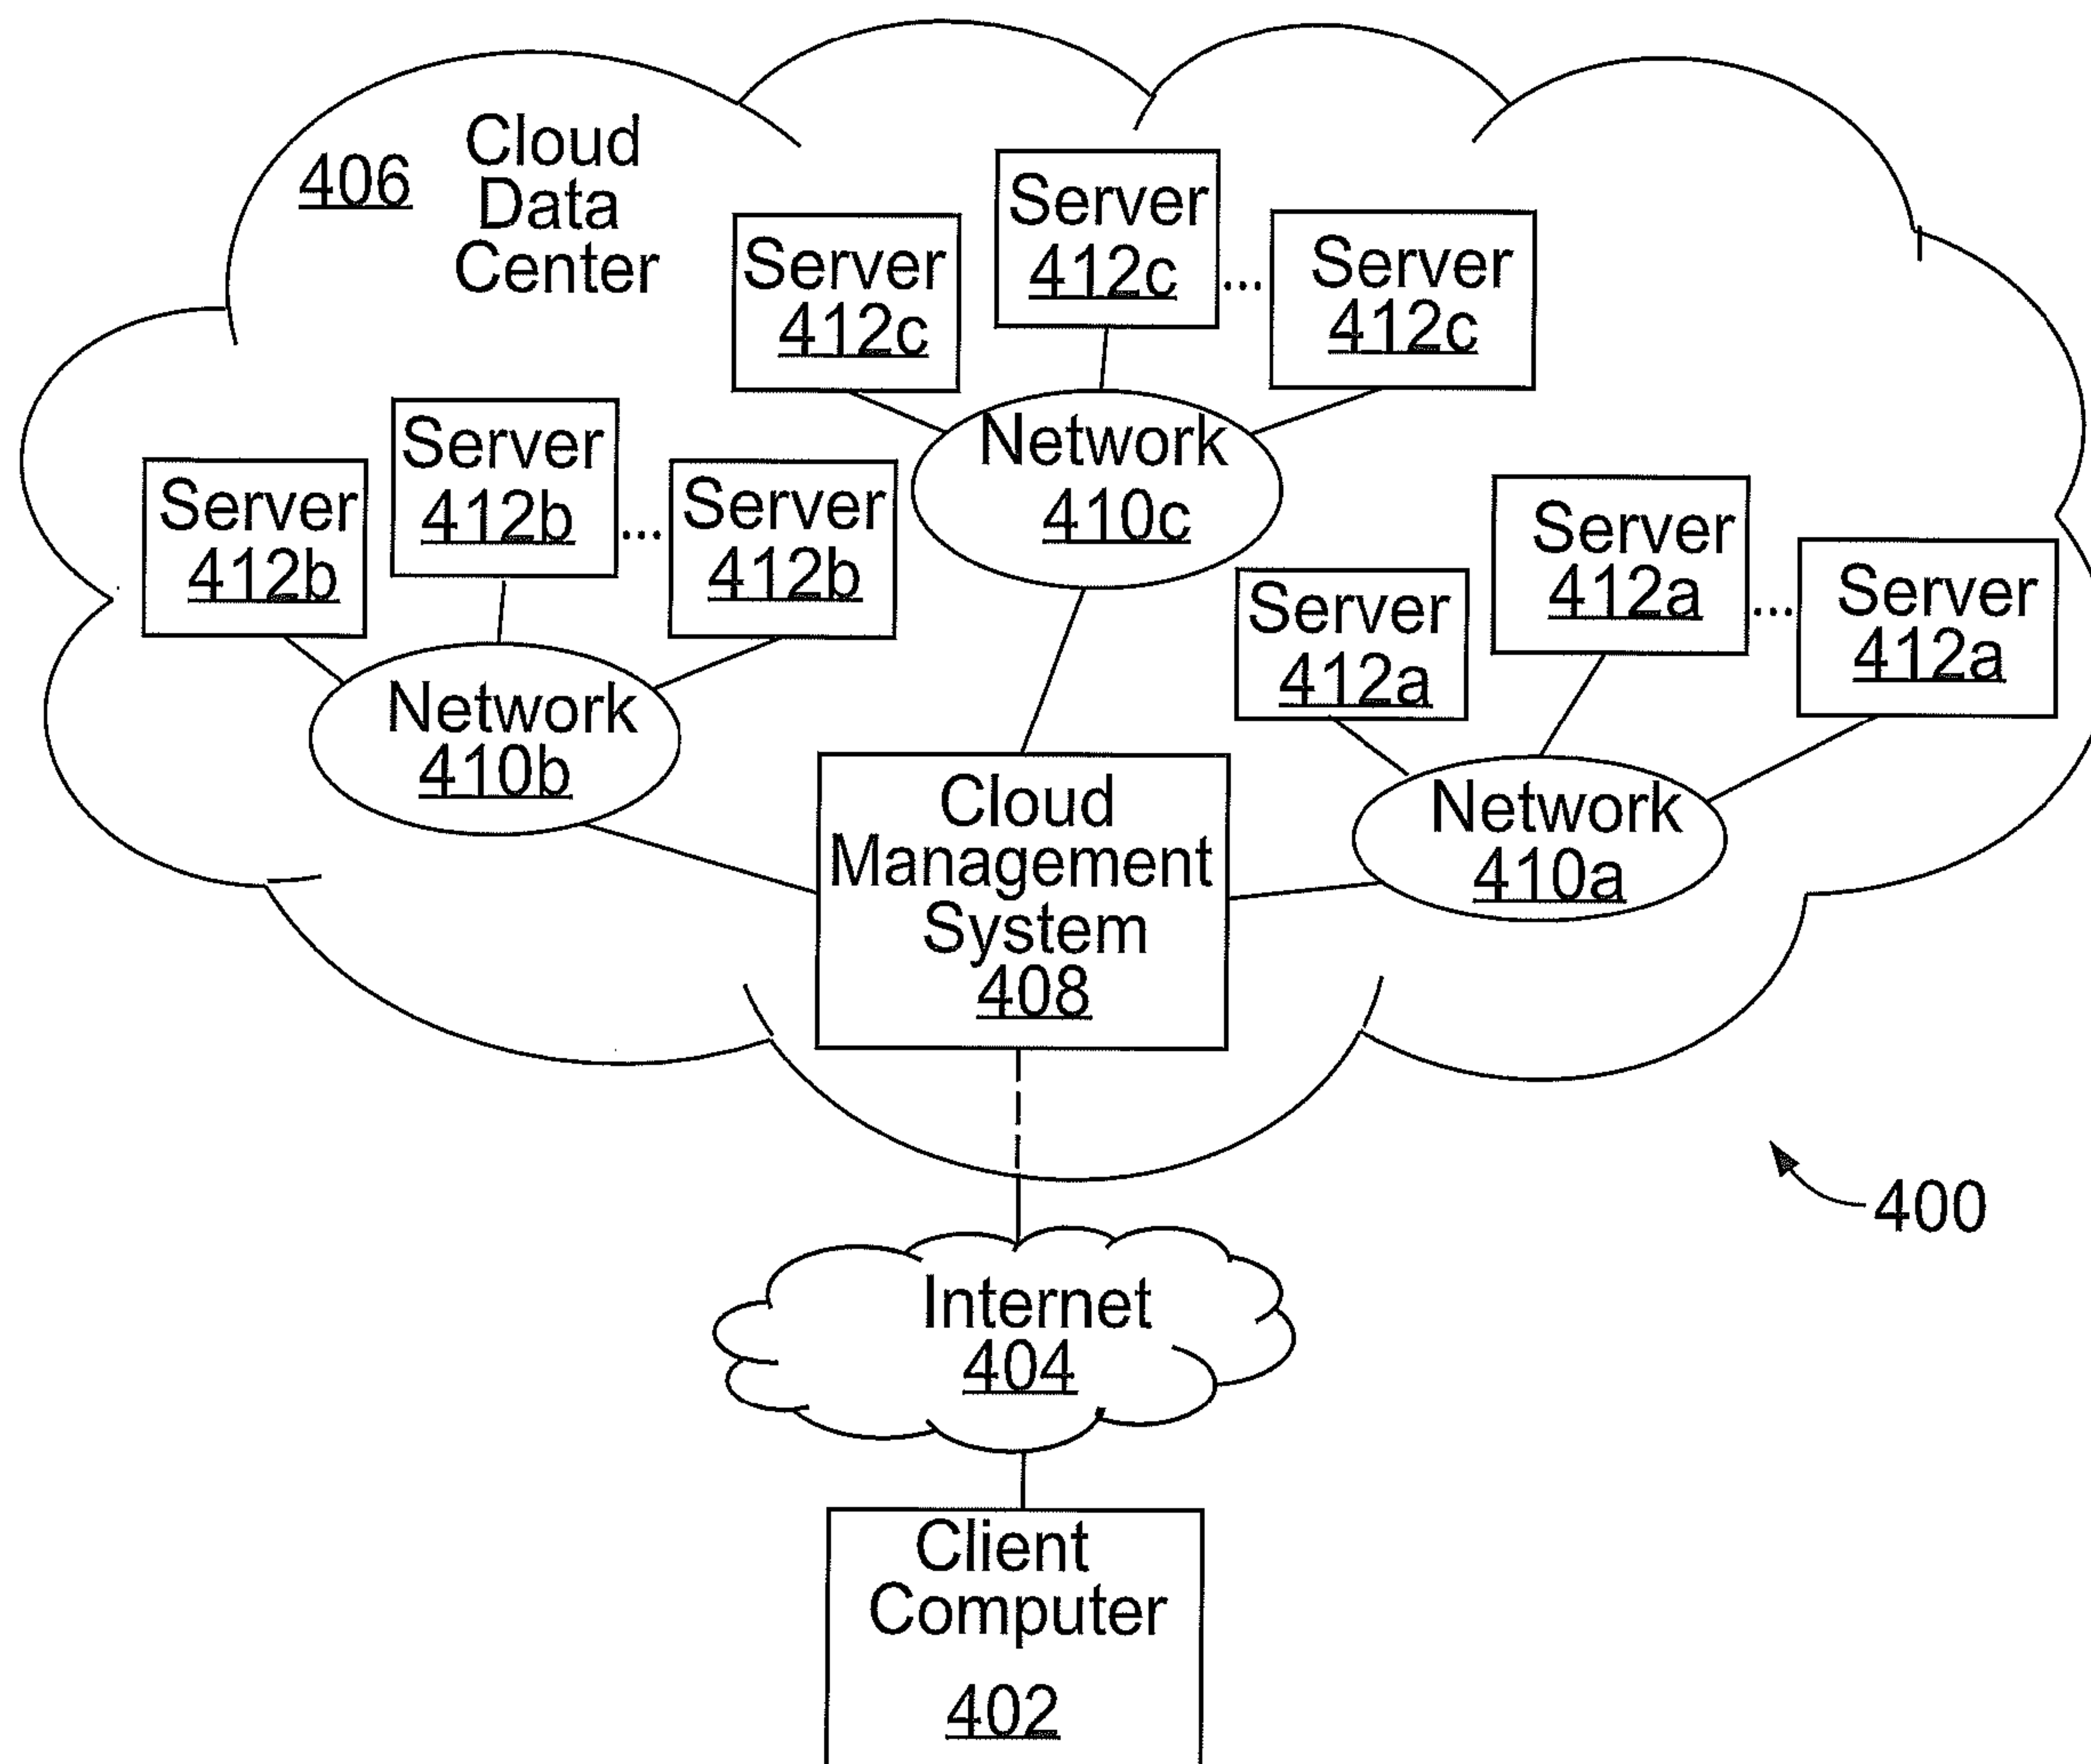 406
Cloud
Data
Center
Server
412c
Server
412c
...
Server
412c
Server
412b
Server
412b
...
Server
412b
Network
410c
Server
412a
Server
412a
...
Server
412a
Network
410b
Cloud
Management
System
408
Network
410a
400
Internet
404
Client
Computer
402